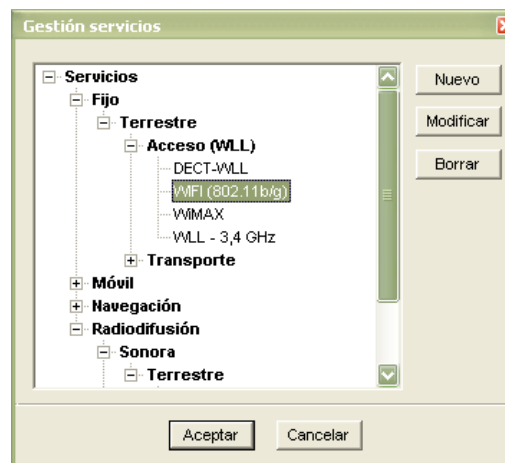 Gestión servicios
Servicios
Fijo
Terrestre
Acceso (WLL)
DECT-WLL
WIFI (802.11b/g)
WiMAX
WLL - 3,4 GHz
Transporte
Móvil
Navegación
Radiodifusión
Sonora
Terrestre
Nuevo
Modificar
Borrar
Aceptar
Cancelar